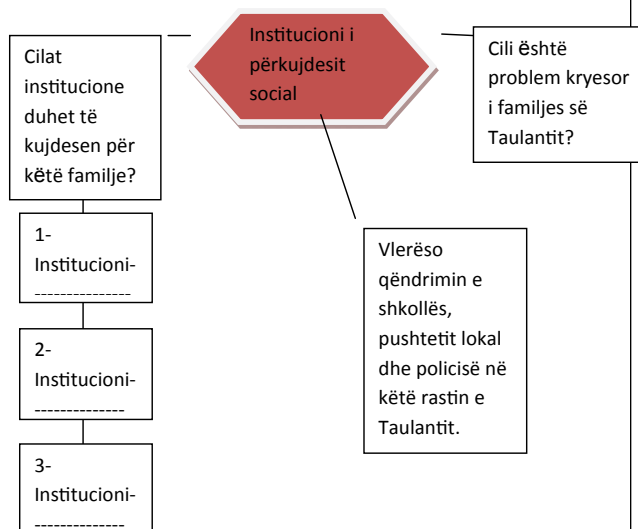 Institucioni i
përkujdesit
social
Cilat
institucione
duhet të
kujdesen për
këtë familje?
1-
Institucioni-
---------------
2-
Institucioni-
--------------
3-
Institucioni-
--------------
Cili është
problem kryesor
i familjes së
Taulantit?
Vlerëso
qëndrimin e
shkollës,
pushtetit lokal
dhe policisë në
këtë rastin e
Taulantit.